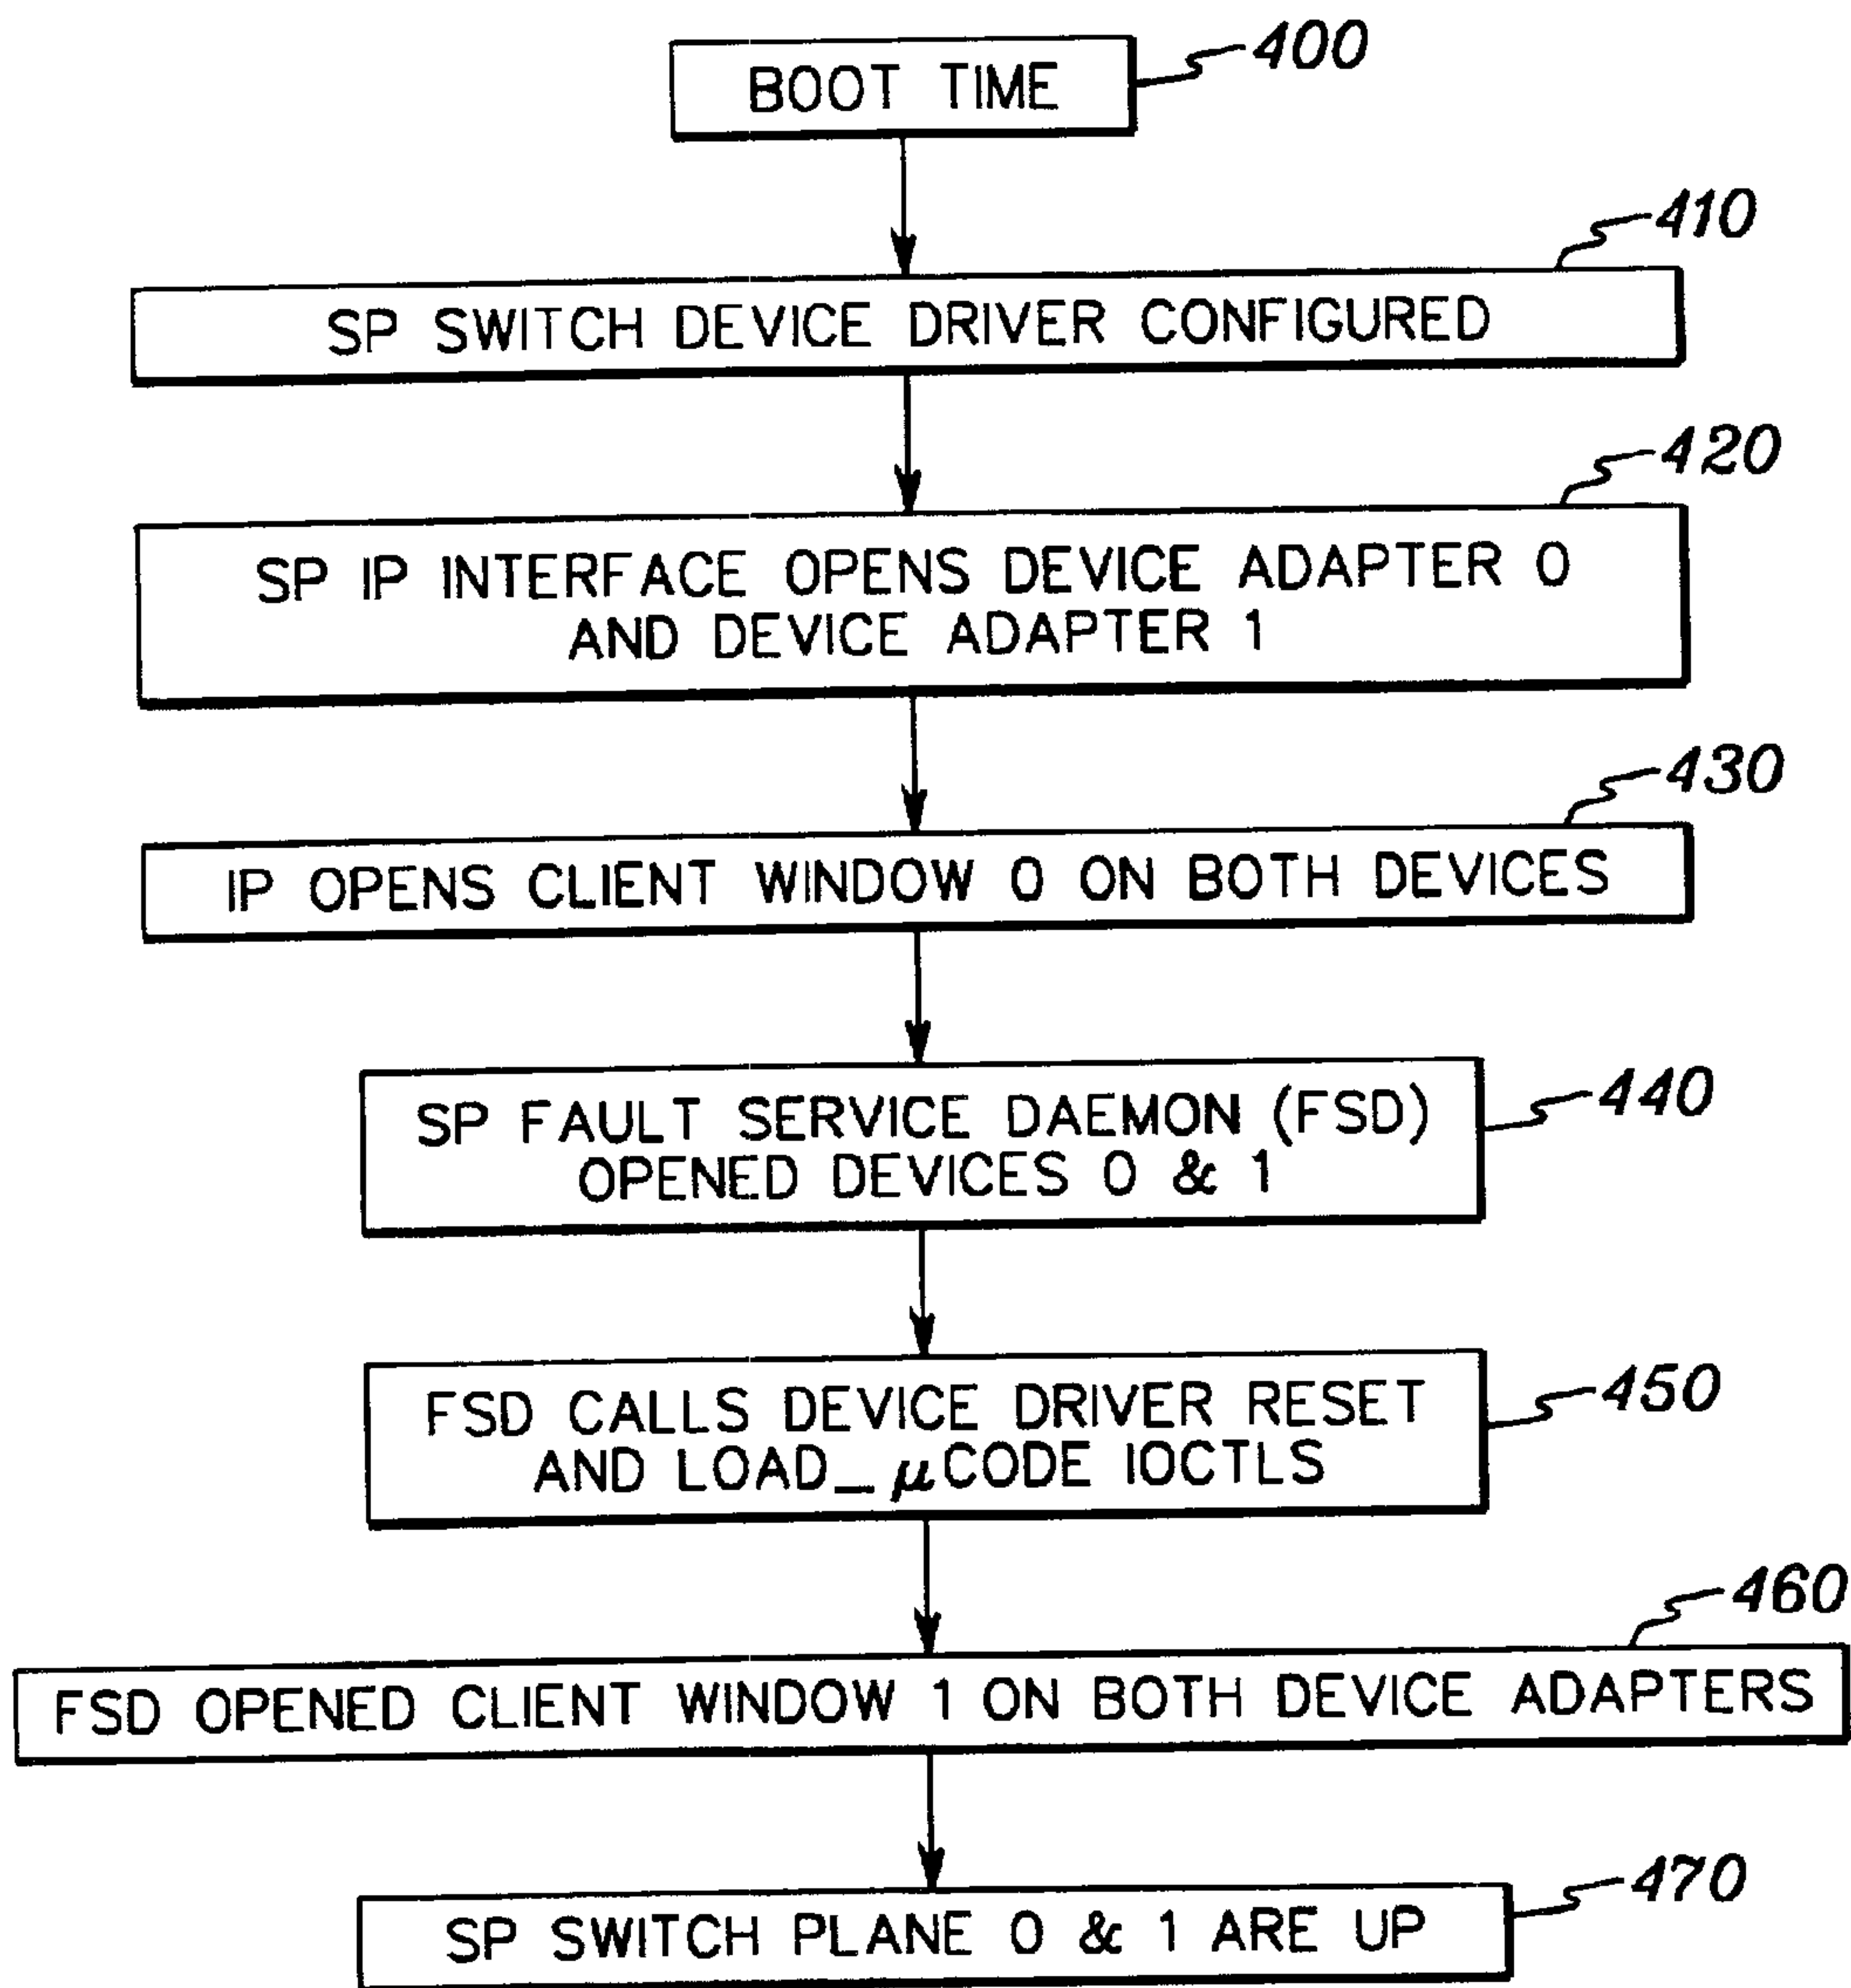 BOOT TIME
400
410
SP SWITCH DEVICE DRIVER CONFIGURED
420
SP IP INTERFACE OPENS DEVICE ADAPTER 0
AND DEVICE ADAPTER 1
430
IP OPENS CLIENT WINDOW 0 ON BOTH DEVICES
440
SP FAULT SERVICE DAEMON (FSD)
OPENED DEVICES 0 & 1
450
FSD CALLS DEVICE DRIVER RESET
AND LOAD_μCODE IOCTLS
460
FSD OPENED CLIENT WINDOW 1 ON BOTH DEVICE ADAPTERS
470
SP SWITCH PLANE 0 & 1 ARE UP